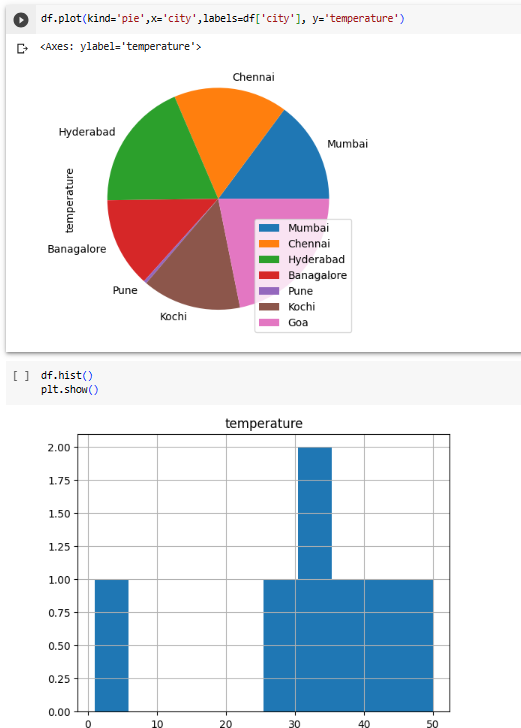 df.plot(kind='pie',x='city',labels=df['city'], y='temperature')
<Axes: ylabel='temperature'>
Chennai
Hyderabad
Mumbai
temperature
Banagalore
Pune
Kochi
Mumbai
Chennai
Hyderabad
Banagalore
Pune
Kochi
Goa
[ ] df.hist()
plt.show()
temperature
2.00
1.75
1.50
1.25
1.00
0.75
0.50
0.25
0.00
0 10 20 30 40 50